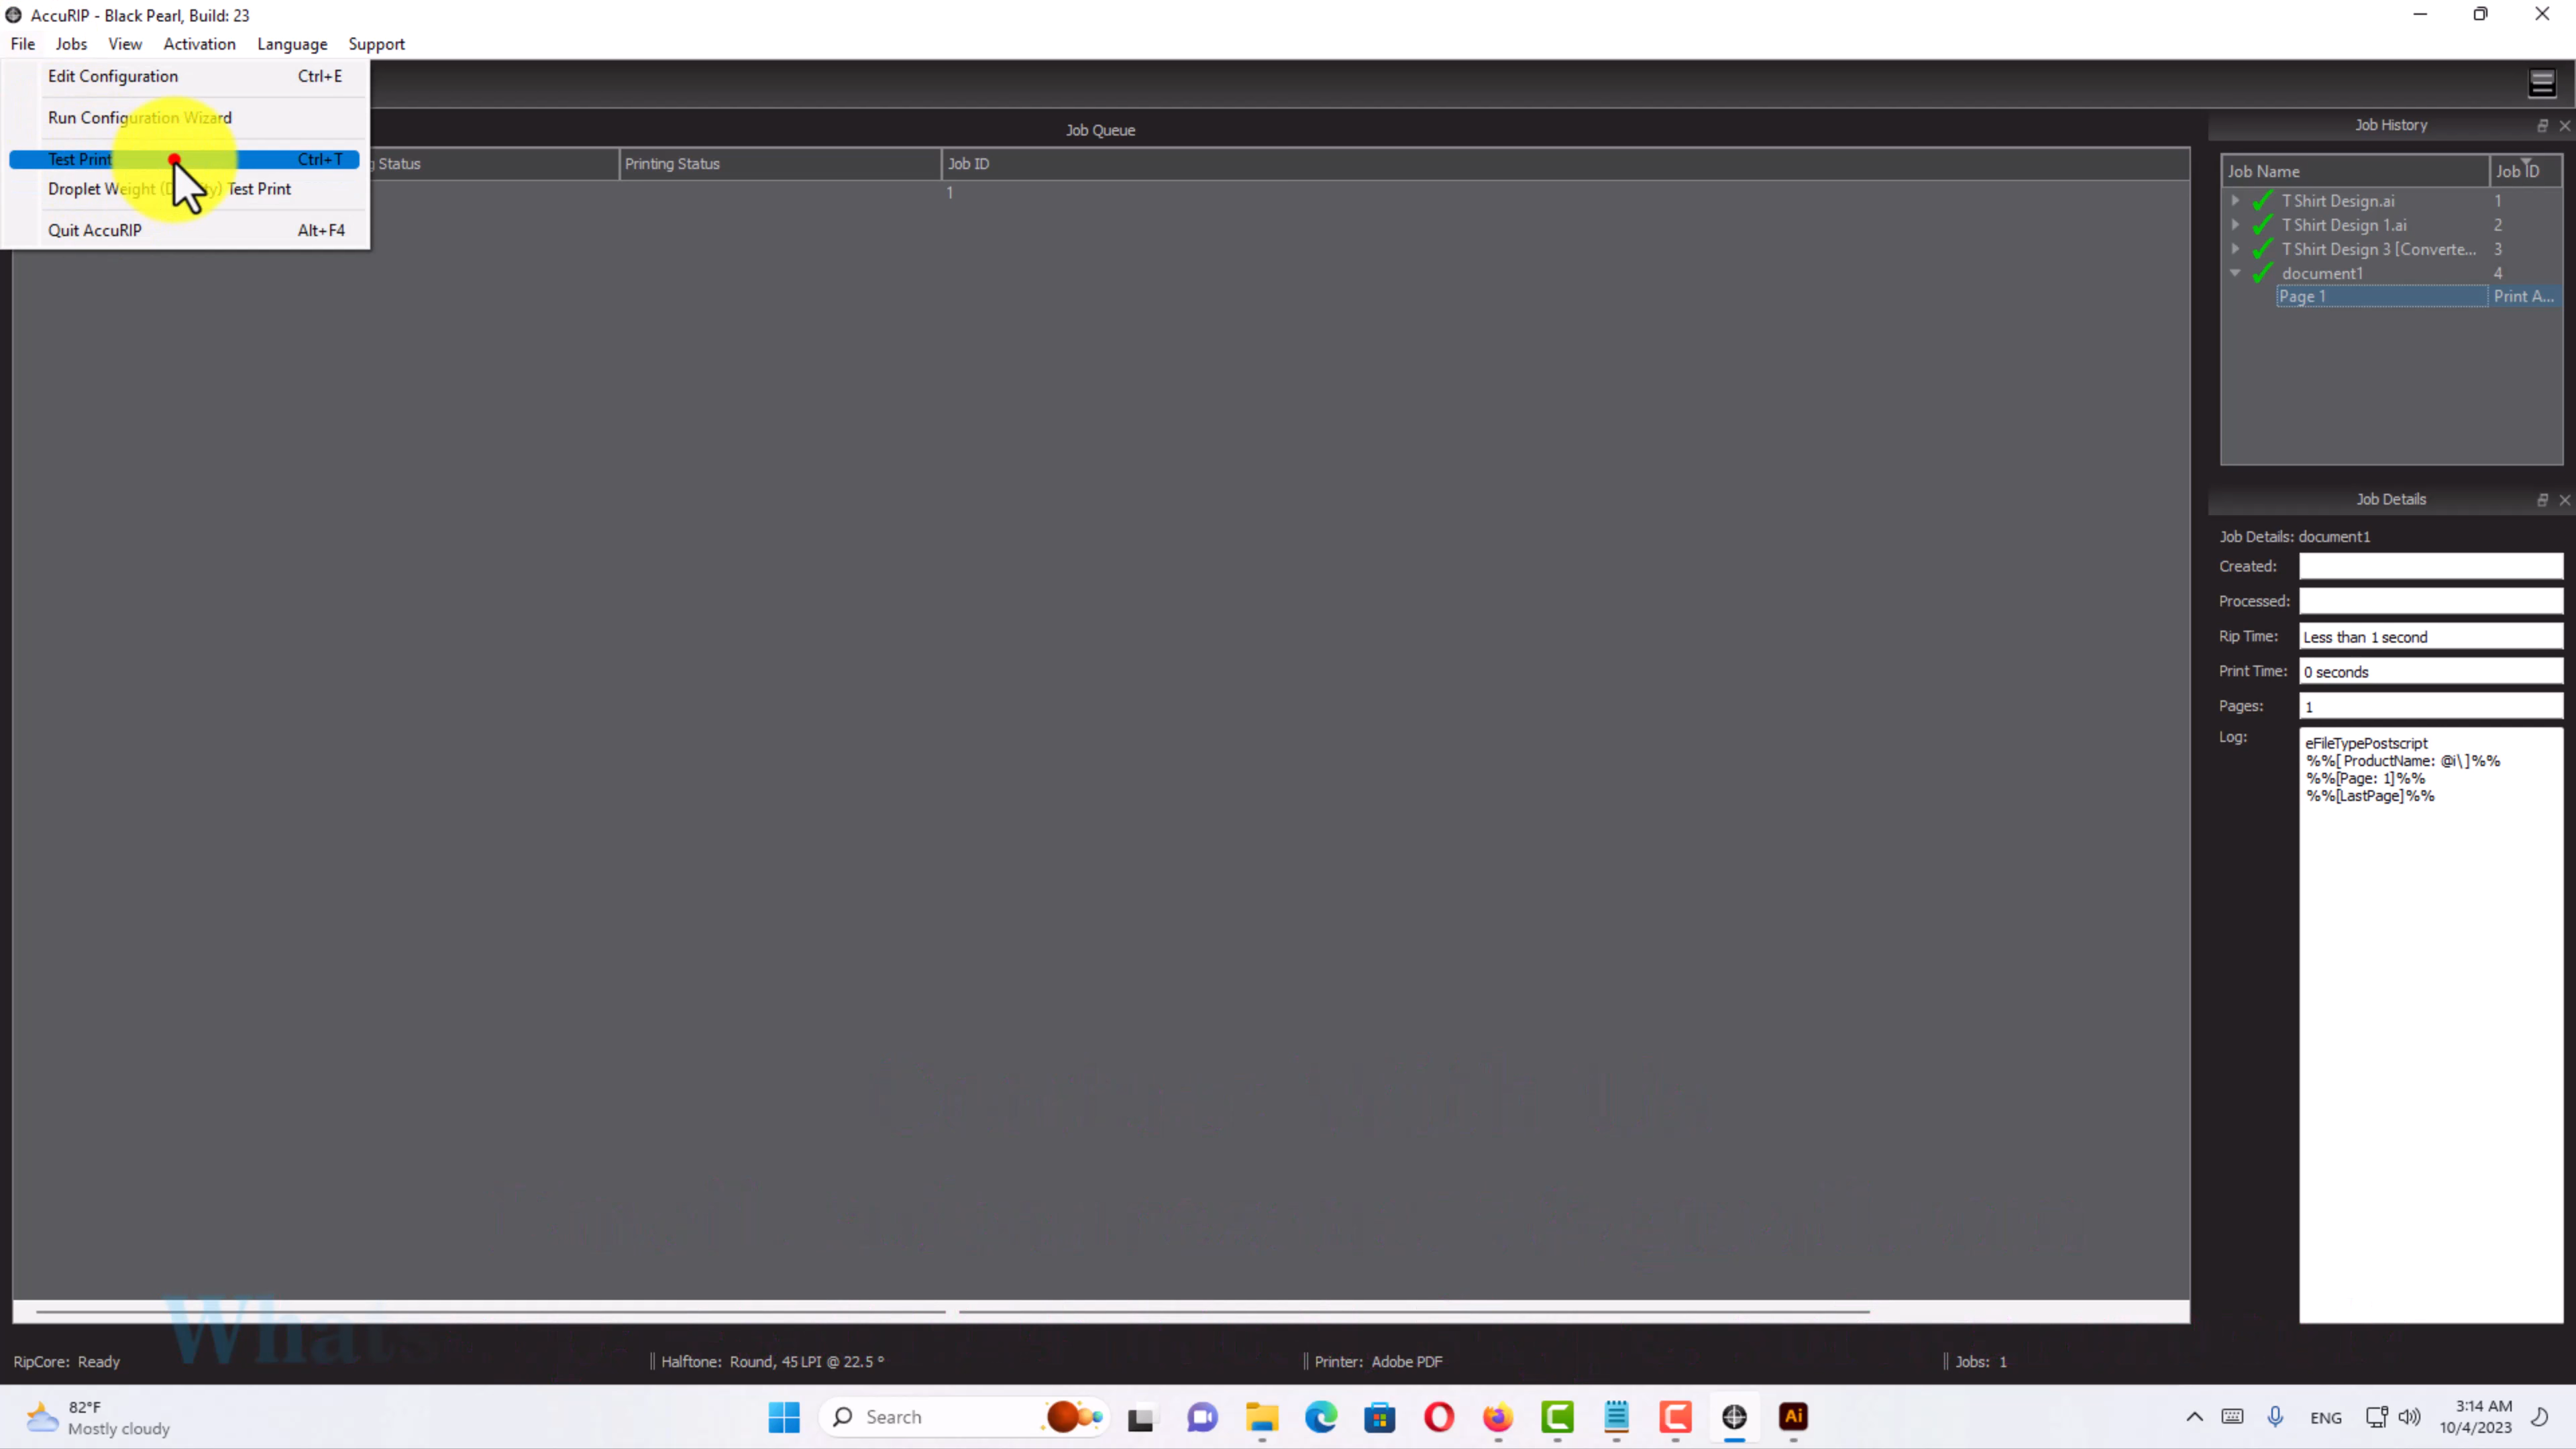 AccuRIP - Black Pearl, Build: 23
File Jobs View Activation Language Support
Edit Configuration Ctrl+E
Run Configuration Wizard
Test Print Ctrl+T
Droplet Weight ( ) Test Print
Quit AccuRIP Alt+F4
Job Queue
Status Printing Status Job ID
1
Job History
Job Name Job ID
T Shirt Design.ai 1
T Shirt Design 1.ai 2
T Shirt Design 3 [Converte... 3
document1 4
Page 1 Print A...
Job Details
Job Details: document1
Created:
Processed:
Rip Time: Less than 1 second
Print Time: 0 seconds
Pages: 1
Log: eFileTypePostscript
%%[ ProductName: @i\]%%
%%[Page: 1]%%
%%[LastPage]%%
Whats
RipCore: Ready
Halftone: Round, 45 LPI @ 22.5 °
Printer: Adobe PDF
Jobs: 1
82°F
Mostly cloudy
Search
Ai
ENG
3:14 AM
10/4/2023